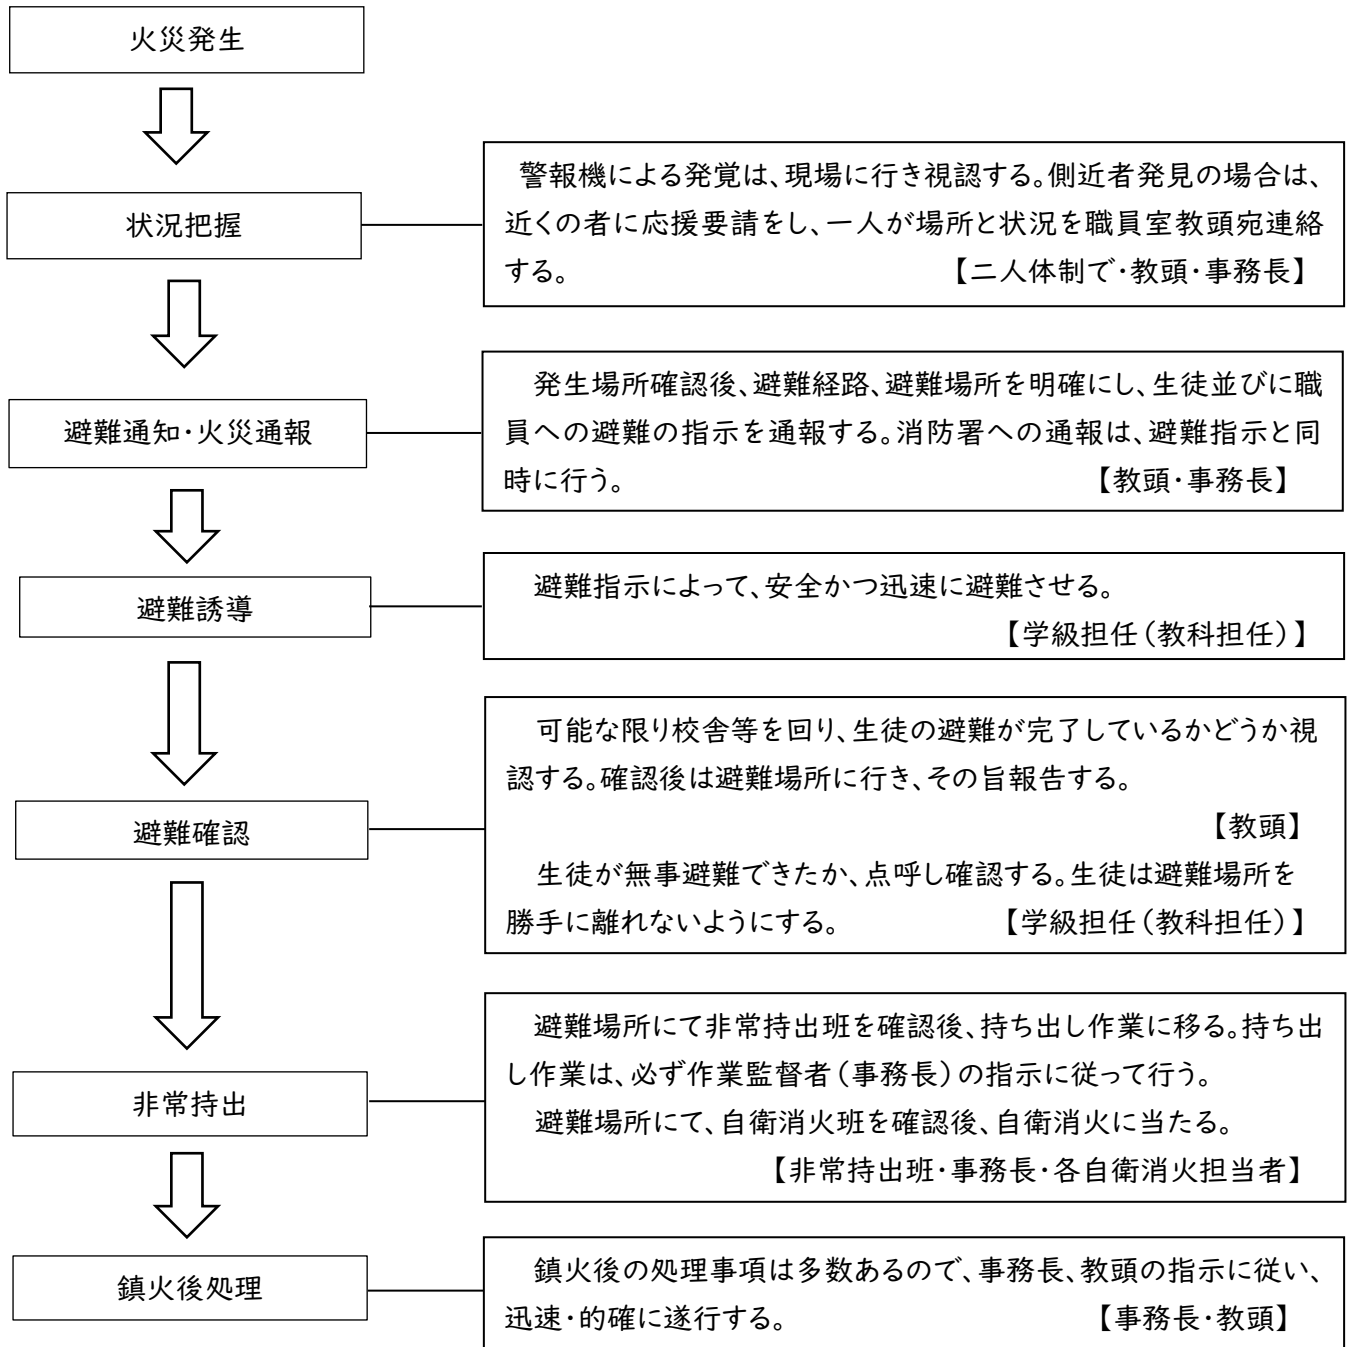 火災発生
状況把握
警報機による発覚は、現場に行き視認する。側近者発見の場合は、
近くの者に応援要請をし、一人が場所と状況を職員室教頭宛連絡
する。 【二人体制で・教頭・事務長】
避難通知・火災通報
発生場所確認後、避難経路、避難場所を明確にし、生徒並びに職
員への避難の指示を通報する。消防署への通報は、避難指示と同
時に行う。 【教頭・事務長】
避難誘導
避難指示によって、安全かつ迅速に避難させる。
【学級担任（教科担任）】
避難確認
可能な限り校舎等を回り、生徒の避難が完了しているかどうか視
認する。確認後は避難場所に行き、その旨報告する。
【教頭】
生徒が無事避難できたか、点呼し確認する。生徒は避難場所を
勝手に離れないようにする。 【学級担任（教科担任）】
非常持出
避難場所にて非常持出班を確認後、持ち出し作業に移る。持ち出
し作業は、必ず作業監督者（事務長）の指示に従って行う。
避難場所にて、自衛消火班を確認後、自衛消火に当たる。
【非常持出班・事務長・各自衛消火担当者】
鎮火後処理
鎮火後の処理事項は多数あるので、事務長、教頭の指示に従い、
迅速・的確に遂行する。 【事務長・教頭】